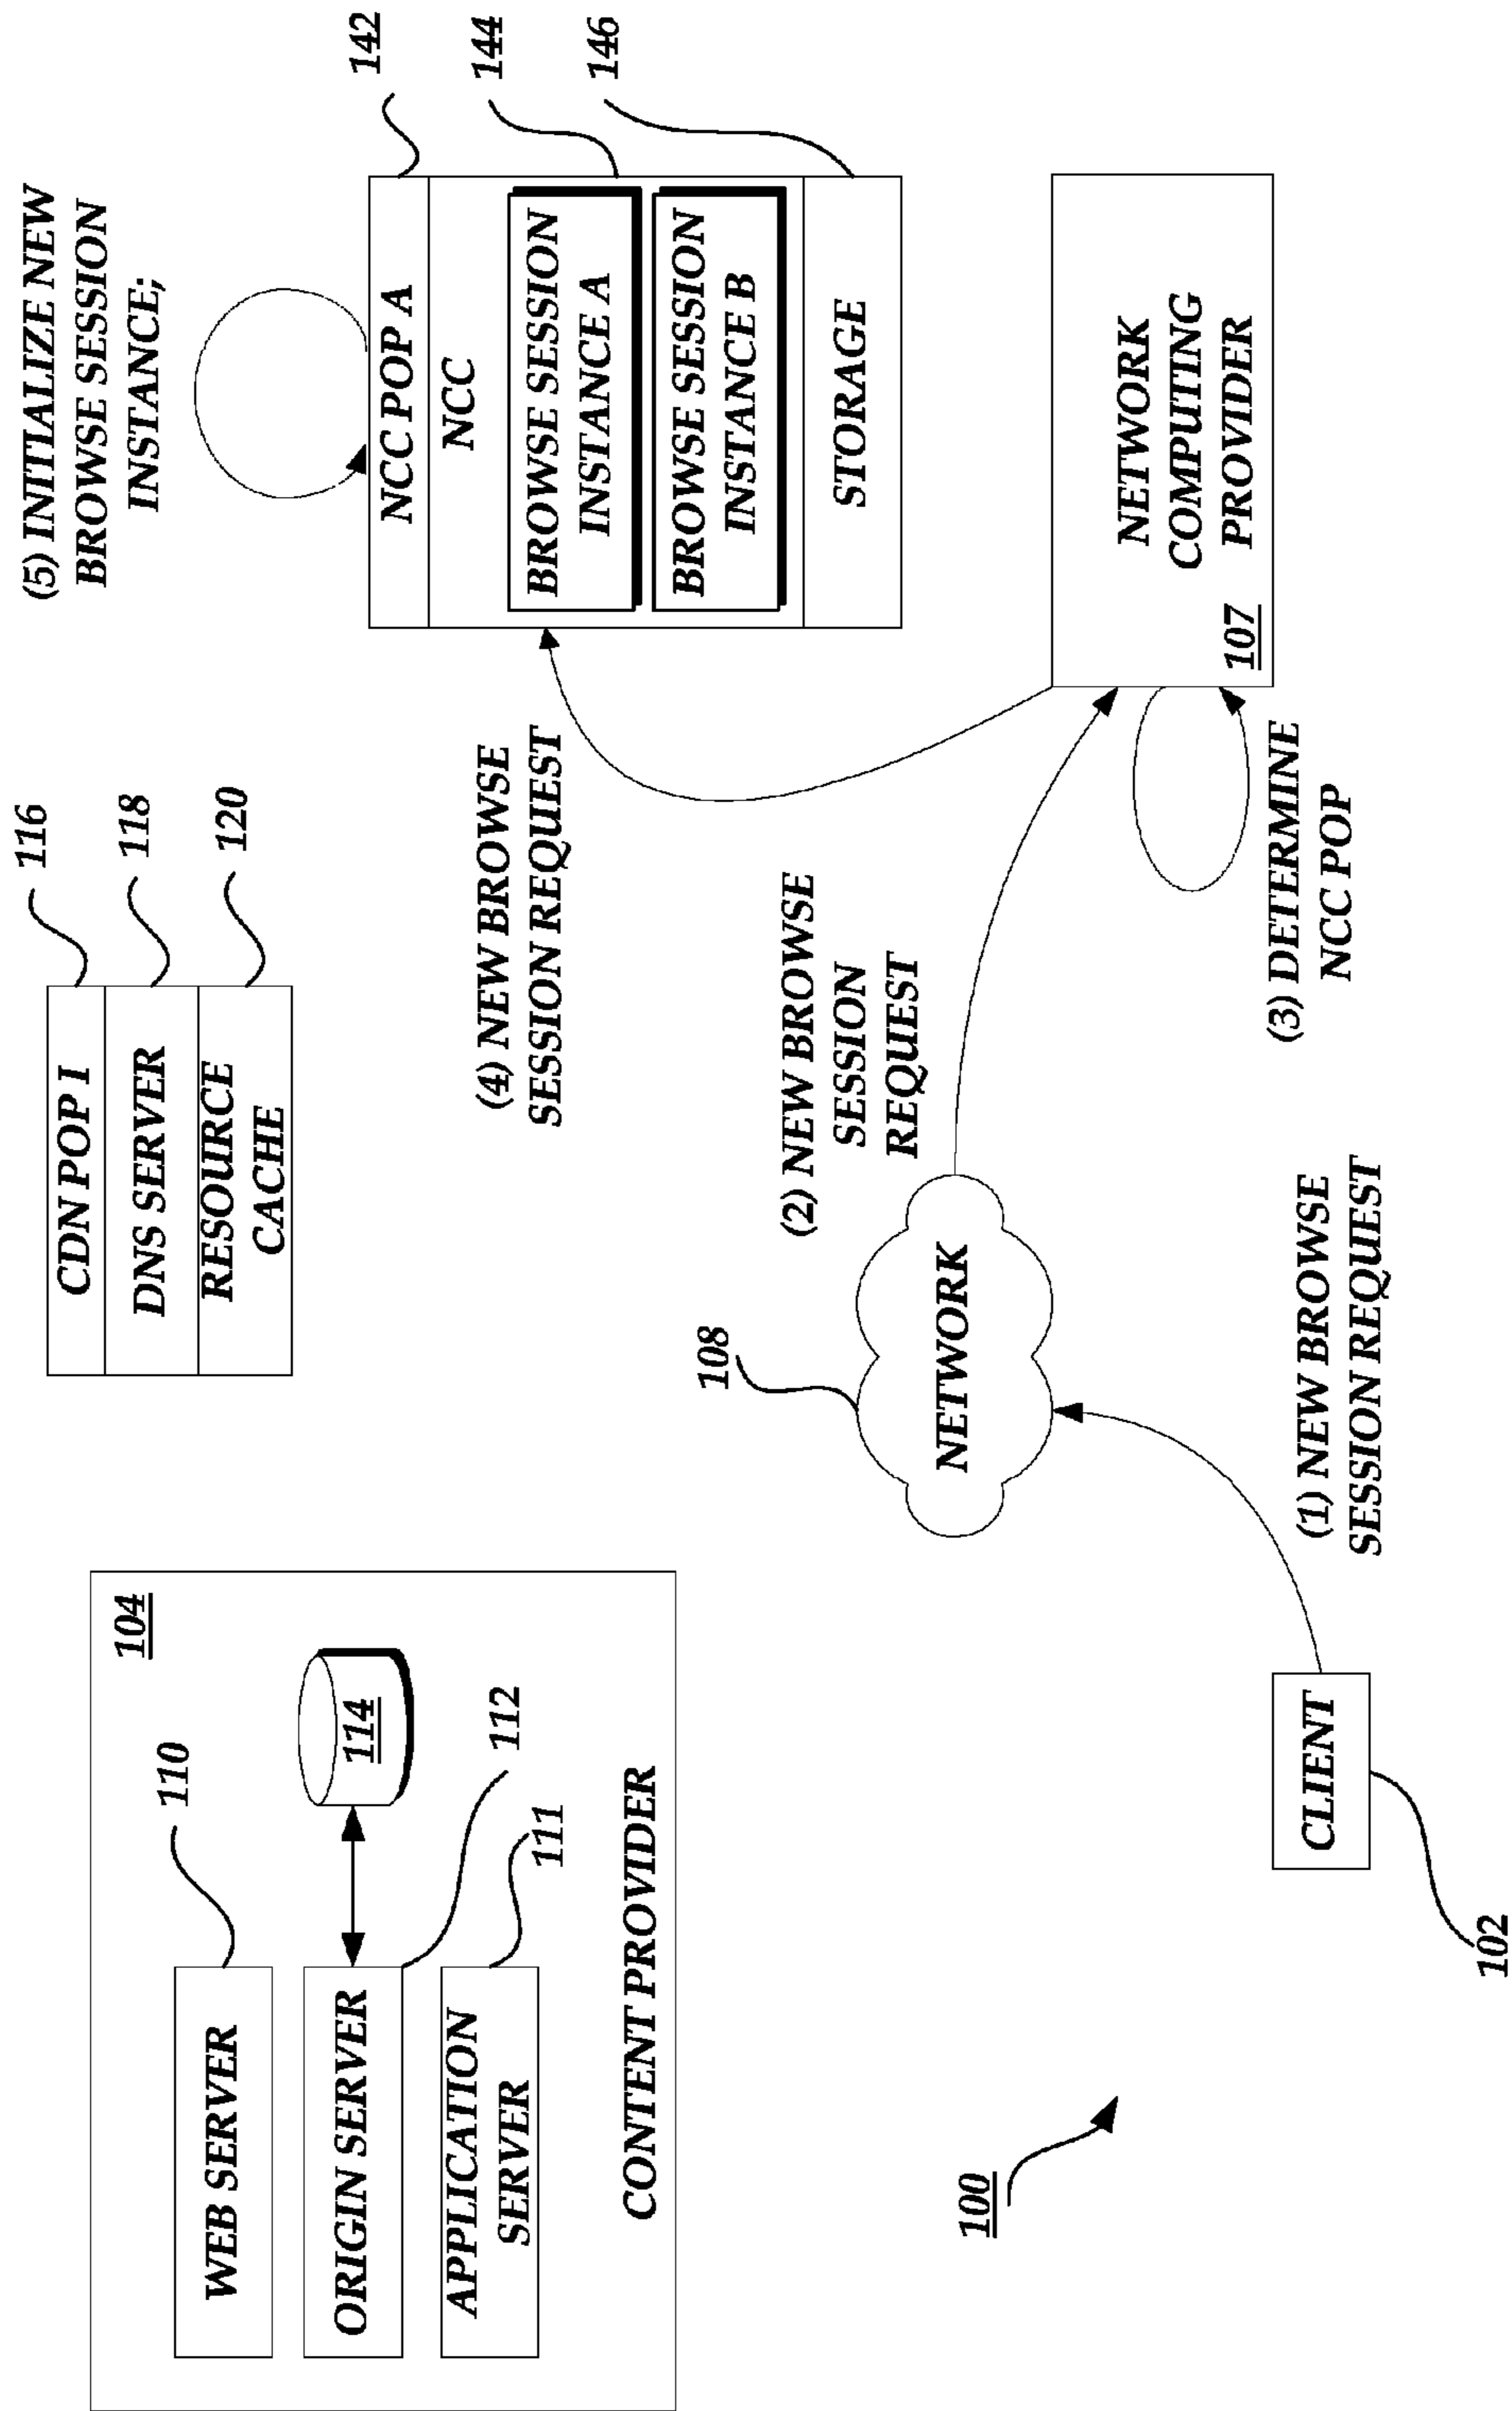 104
WEB SERVER
110
ORIGIN SERVER
114
112
APPLICATION
SERVER
111
CONTENT PROVIDER
CDN POP I
116
DNS SERVER
118
RESOURCE
CACHE
120
(5) INITIALIZE NEW
BROWSE SESSION
INSTANCE;
NCC POP A
142
NCC
BROWSE SESSION
INSTANCE A
144
BROWSE SESSION
INSTANCE B
STORAGE
146
(4) NEW BROWSE
SESSION REQUEST
108
NETWORK
(2) NEW BROWSE
SESSION
REQUEST
NETWORK
COMPUTING
PROVIDER
107
(3) DETERMINE
NCC POP
(1) NEW BROWSE
SESSION REQUEST
CLIENT
102
100